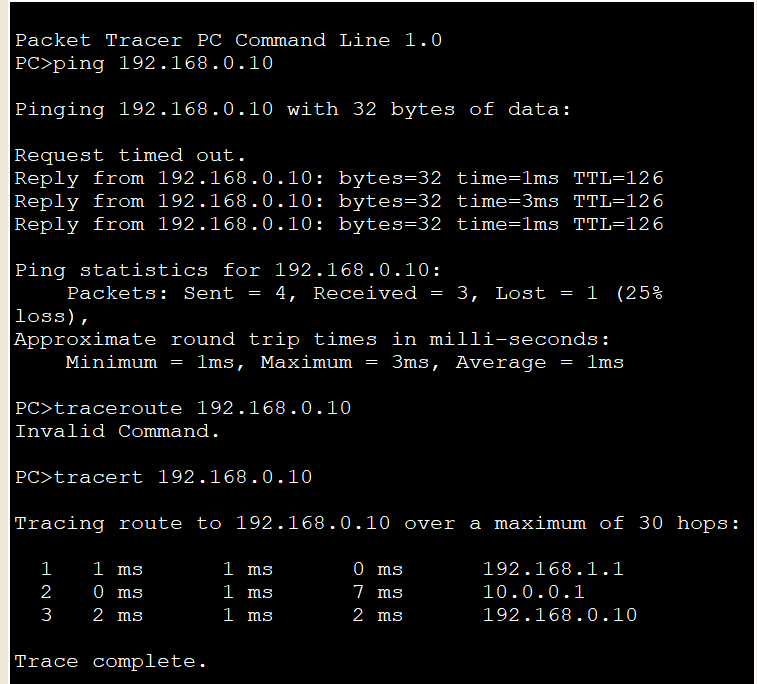 Packet Tracer PC Command Line 1.0
PC>ping 192.168.0.10
Pinging 192.168.0.10 with 32 bytes of data:
Request timed out.
Reply from 192.168.0.10: bytes=32 time=1ms TTL=126
Reply from 192.168.0.10: bytes=32 time=3ms TTL=126
Reply from 192.168.0.10: bytes=32 time=1ms TTL=126
Ping statistics for 192.168.0.10:
Packets: Sent = 4, Received = 3, Lost = 1 (25%
loss),
Approximate round trip times in milli-seconds:
Minimum = 1ms, Maximum = 3ms, Average = 1ms
PC>traceroute 192.168.0.10
Invalid Command.
PC>tracert 192.168.0.10
Tracing route to 192.168.0.10 over a maximum of 30 hops:
1 1 ms 1 ms 0 ms 192.168.1.1
2 0 ms 1 ms 7 ms 10.0.0.1
3 2 ms 1 ms 2 ms 192.168.0.10
Trace complete.